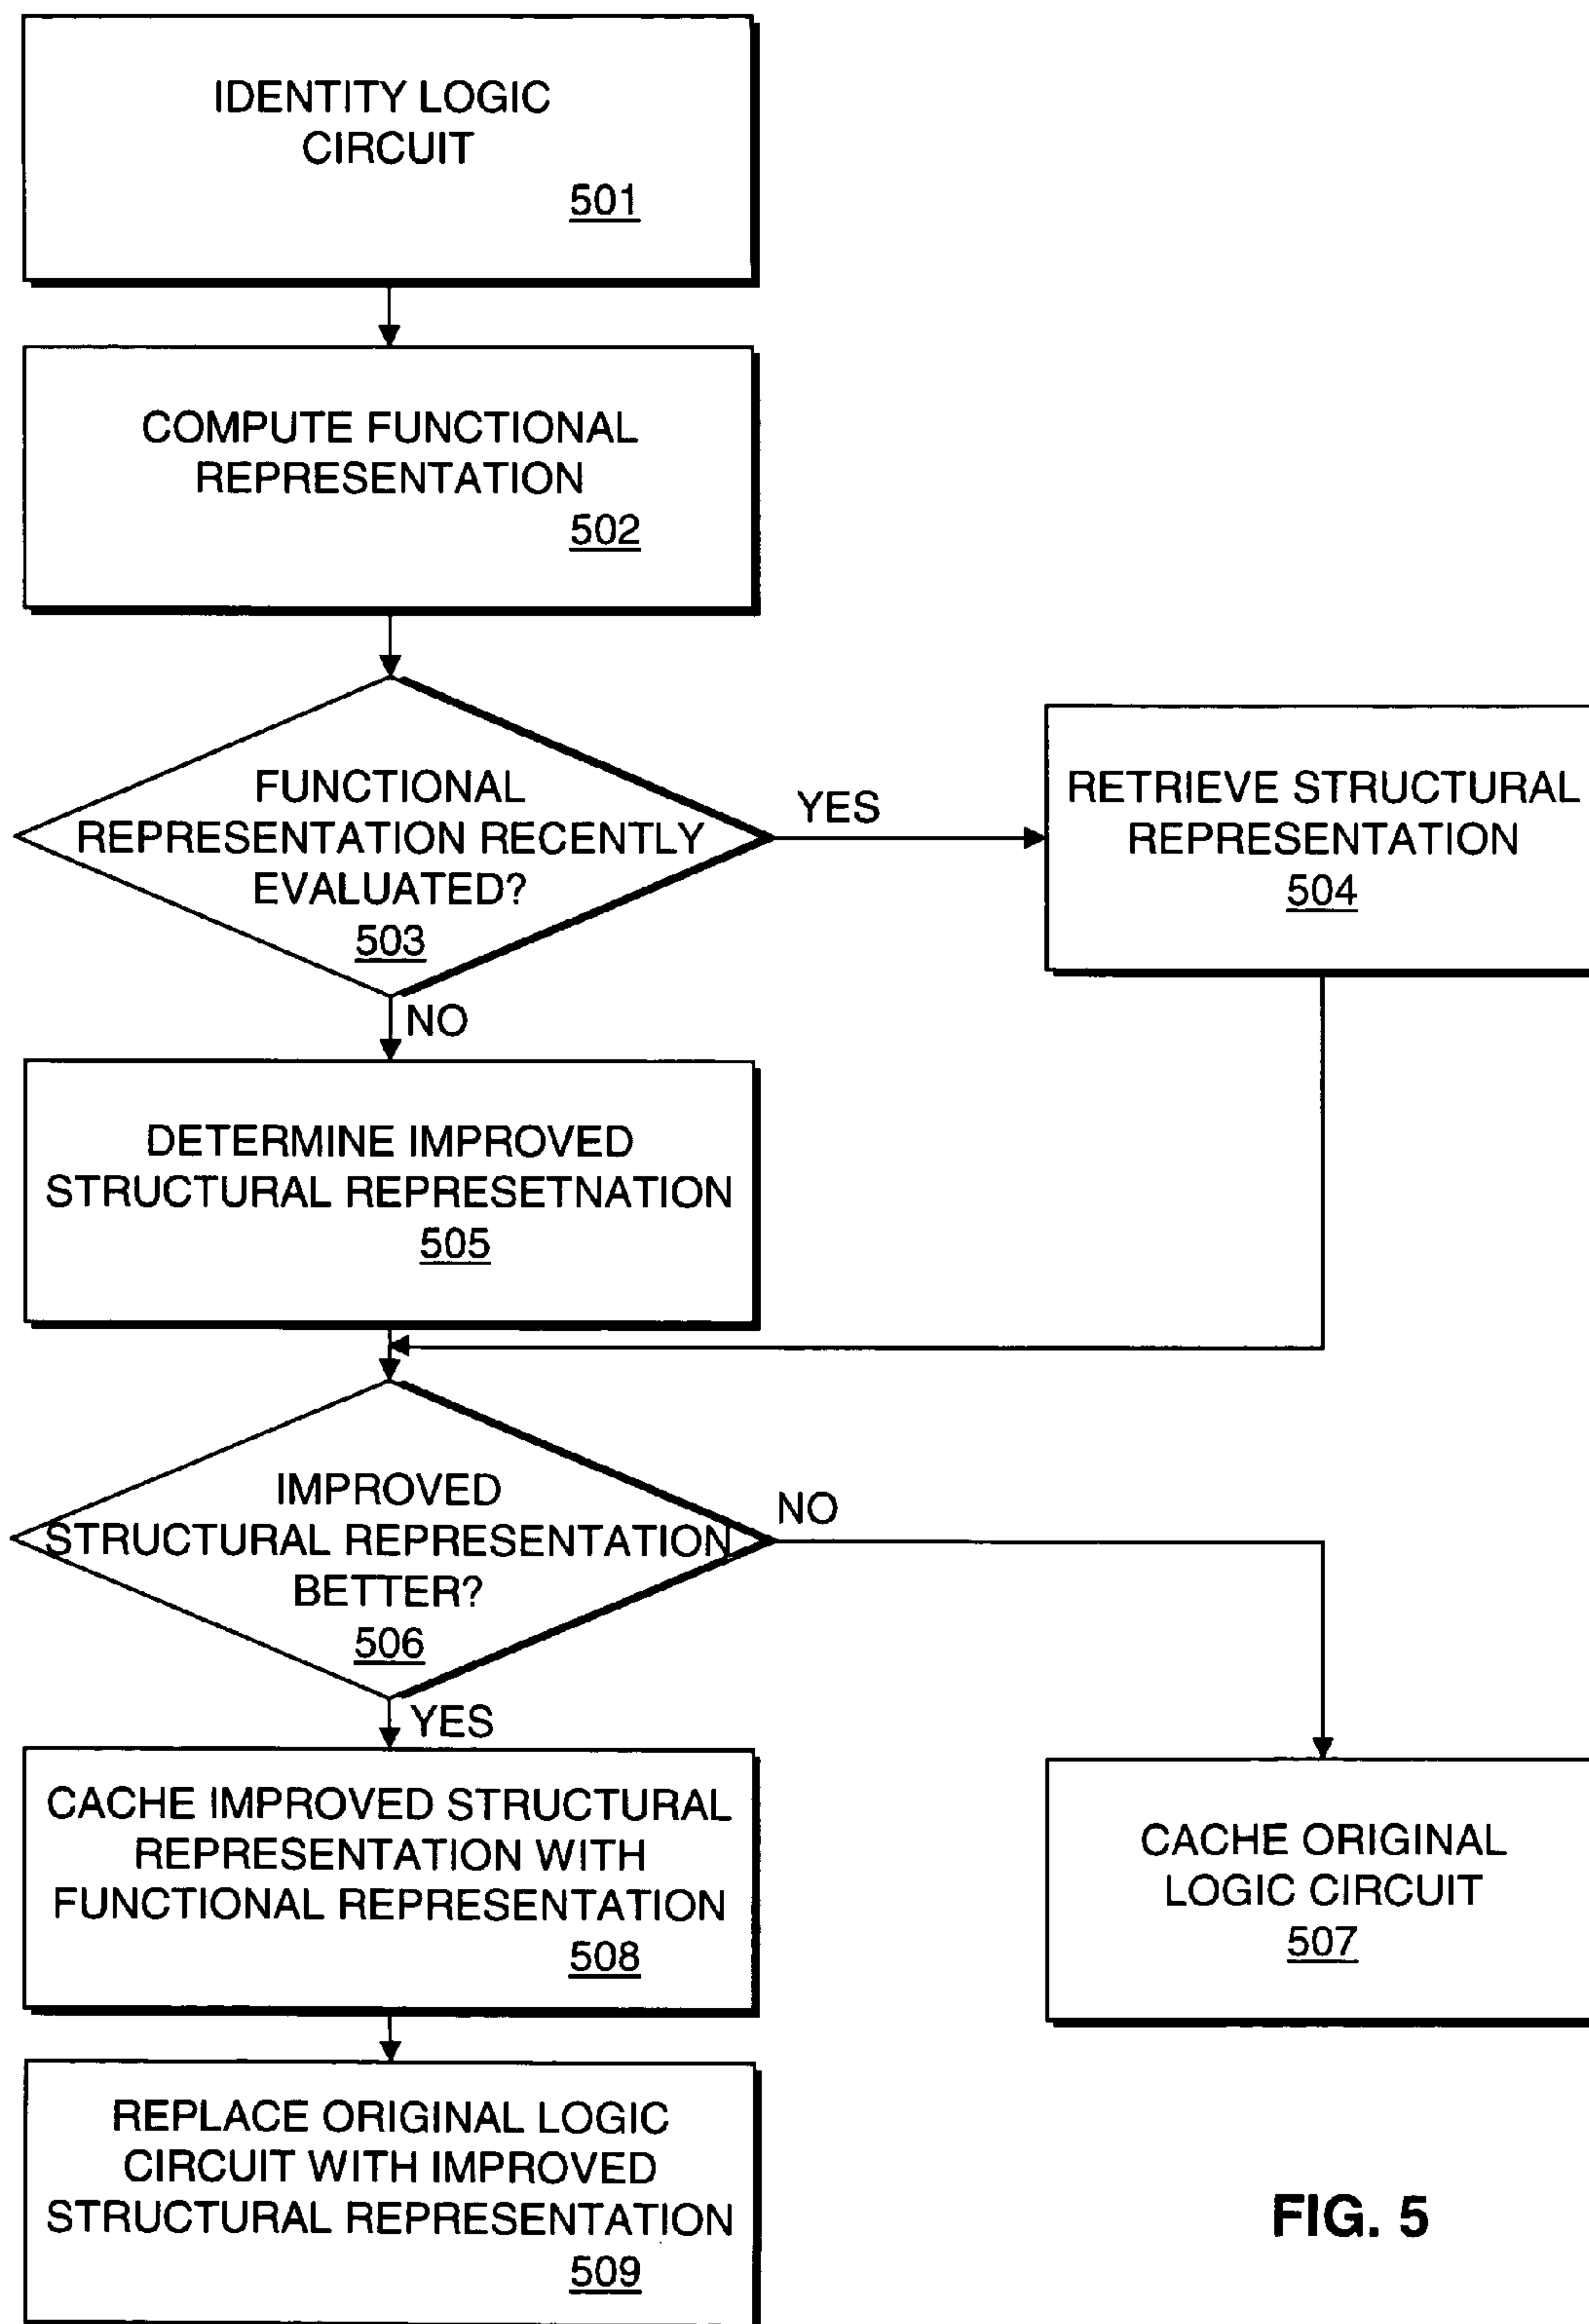 IDENTITY LOGIC
CIRCUIT
501
COMPUTE FUNCTIONAL
REPRESENTATION
502
FUNCTIONAL
REPRESENTATION RECENTLY
EVALUATED?
503
YES
RETRIEVE STRUCTURAL
REPRESENTATION
504
NO
DETERMINE IMPROVED
STRUCTURAL REPRESETNATION
505
IMPROVED
STRUCTURAL REPRESENTATION
BETTER?
506
NO
YES
CACHE IMPROVED STRUCTURAL
REPRESENTATION WITH
FUNCTIONAL REPRESENTATION
508
CACHE ORIGINAL
LOGIC CIRCUIT
507
REPLACE ORIGINAL LOGIC
CIRCUIT WITH IMPROVED
STRUCTURAL REPRESENTATION
509
FIG. 5